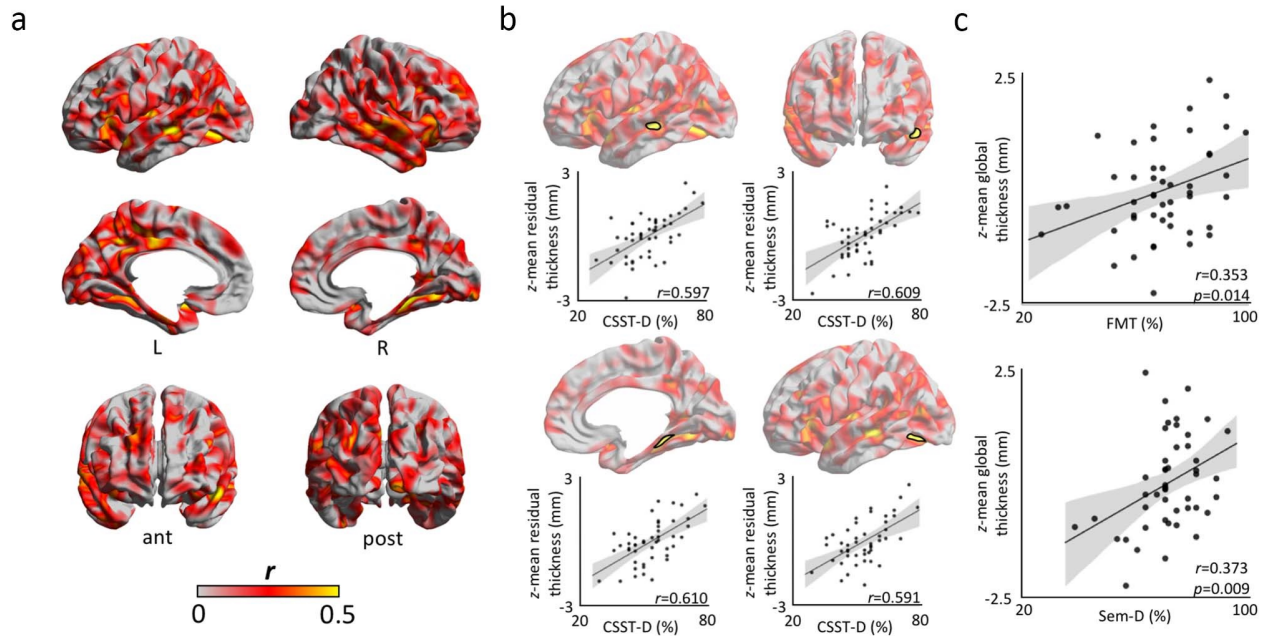 a
L
R
ant
post
r
0
0.5
b
3
z-mean residual
thickness (mm)
-3
r=0.597
20
CSST-D (%)
80
3
z-mean residual
thickness (mm)
-3
r=0.609
20
CSST-D (%)
80
3
z-mean residual
thickness (mm)
-3
r=0.610
20
CSST-D (%)
80
3
z-mean residual
thickness (mm)
-3
r=0.591
20
CSST-D (%)
80
c
2.5
z-mean global
thickness (mm)
-2.5
r=0.353
p=0.014
20
FMT (%)
100
2.5
z-mean global
thickness (mm)
-2.5
r=0.373
p=0.009
20
Sem-D (%)
100